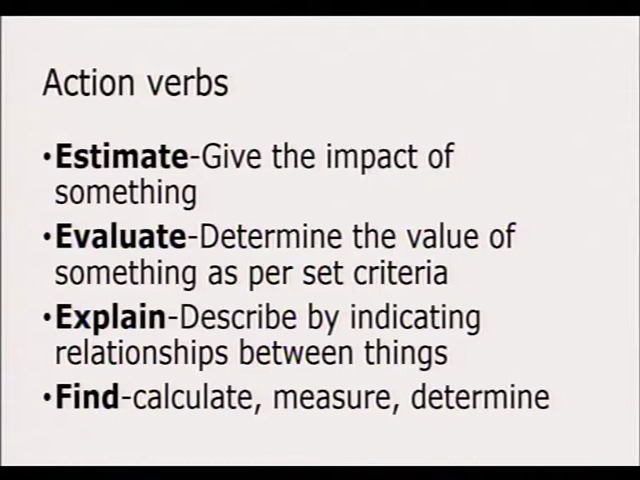 Action verbs
•Estimate-Give the impact of
something
•Evaluate-Determine the value of
something as per set criteria
•Explain-Describe by indicating
relationships between things
•Find-calculate, measure, determine